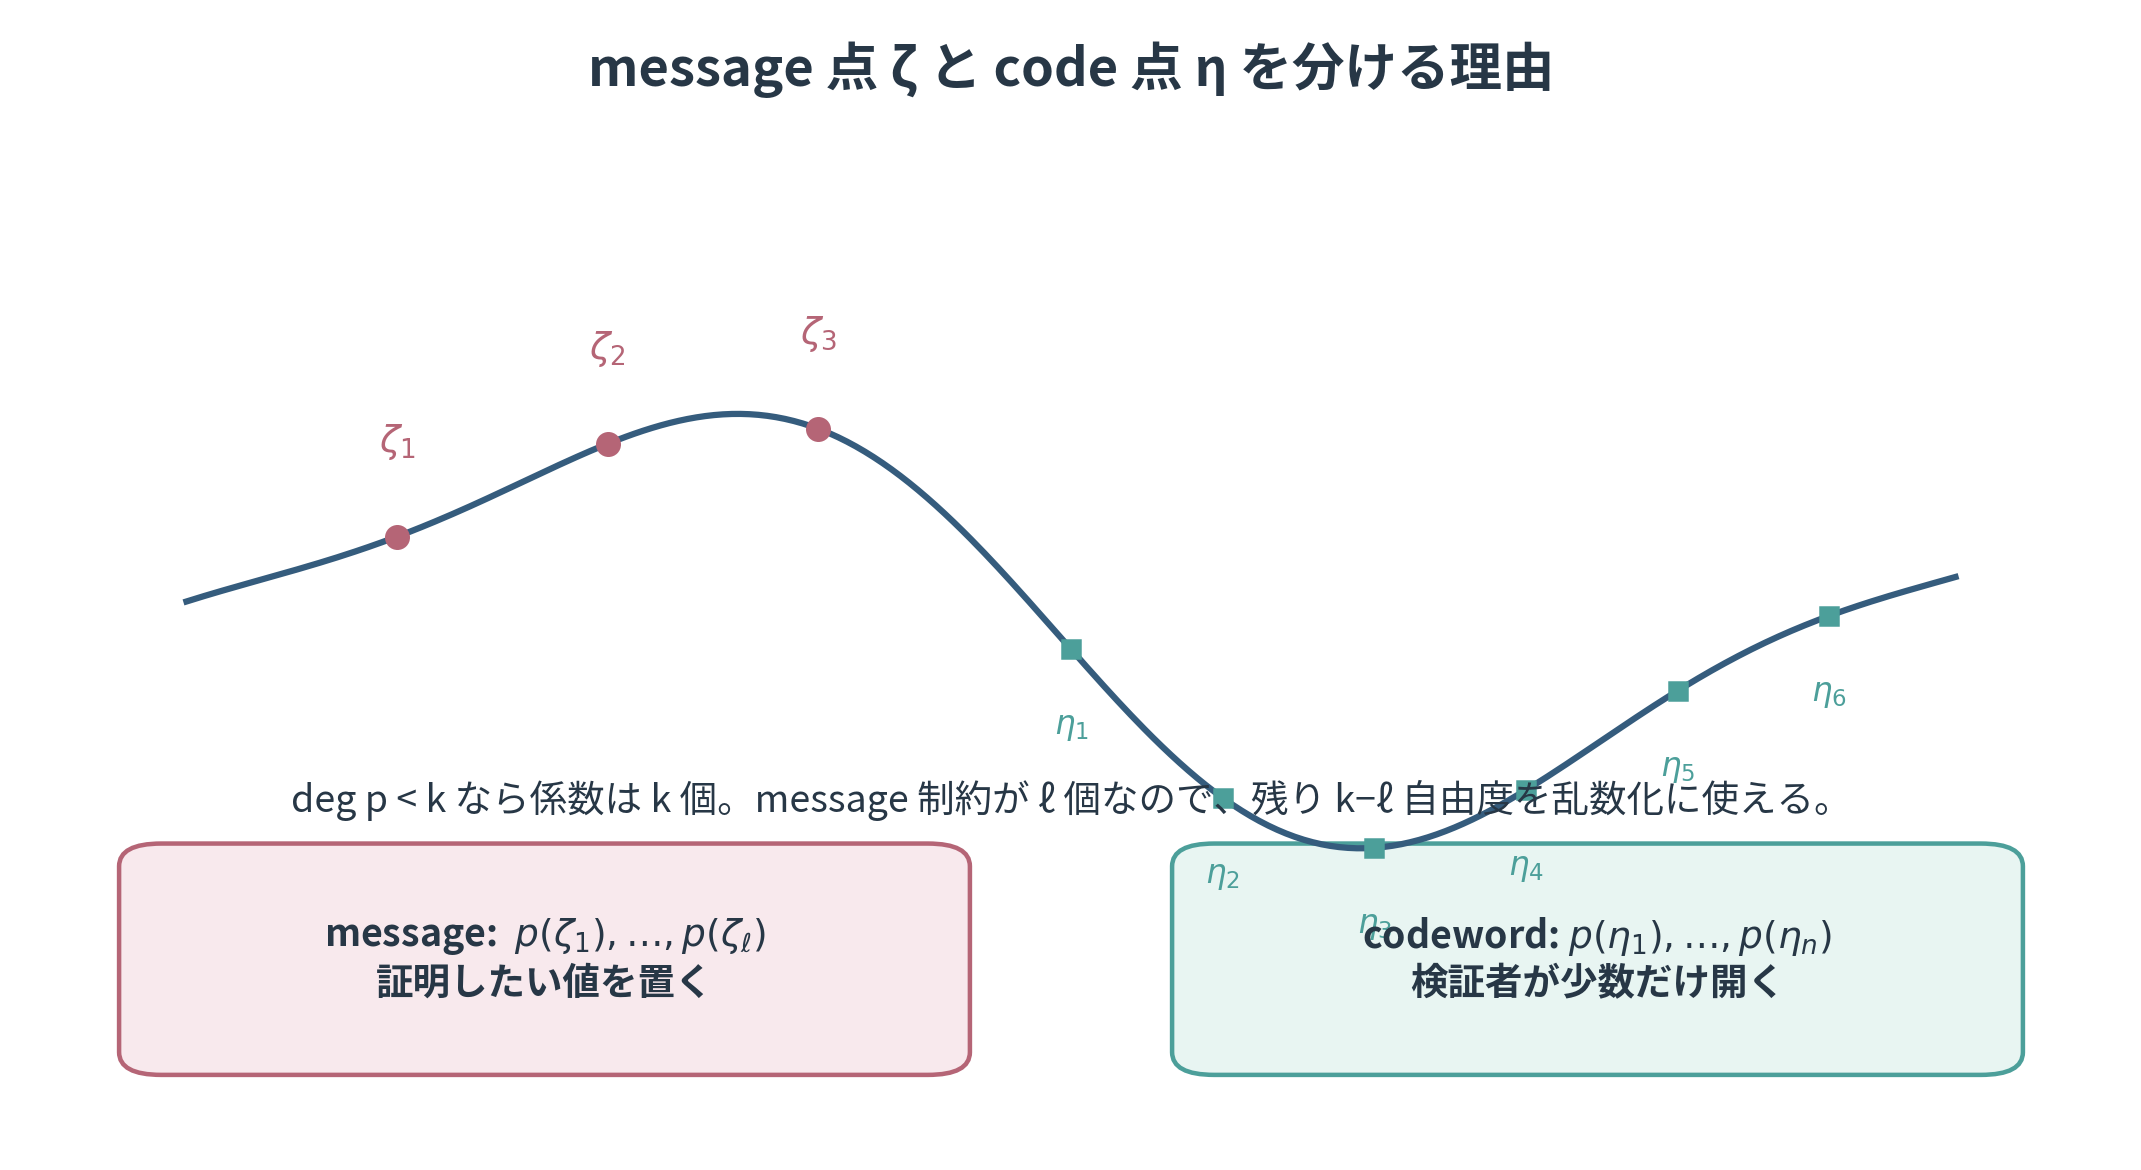 message 点 ζ と code 点 η を分ける理由
ζ₁
ζ₂
ζ₃
η₁
η₂
η₃
η₄
η₅
η₆
deg p < k なら係数は k 個。message 制約が ℓ 個なので、残り k−ℓ 自由度を乱数化に使える。
message: p(ζ₁), …, p(ζℓ)
証明したい値を置く
codeword: p(η₁), …, p(ηₙ)
検証者が少数だけ開く